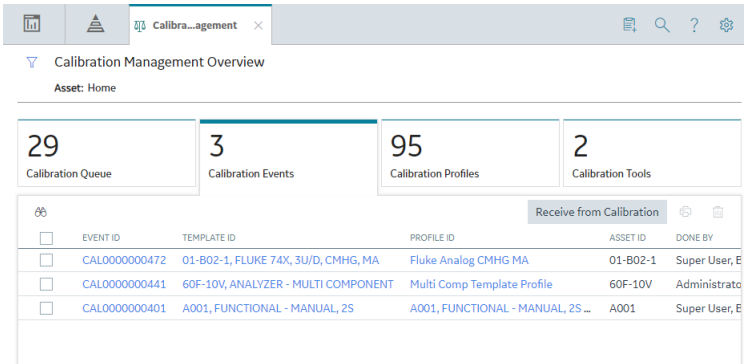 Calibra...agement
?
Calibration Management Overview
Asset: Home
29
Calibration Queue
3
Calibration Events
95
Calibration Profiles
2
Calibration Tools
Receive from Calibration
EVENT ID TEMPLATE ID PROFILE ID ASSET ID DONE BY
CAL0000000472 01-B02-1, FLUKE 74X, 3U/D, CMHG, MA Fluke Analog CMHG MA 01-B02-1 Super User, B
CAL0000000441 60F-10V, ANALYZER - MULTI COMPONENT Multi Comp Template Profile 60F-10V Administrato
CAL0000000401 A001, FUNCTIONAL - MANUAL, 2S A001, FUNCTIONAL - MANUAL, 2S ... A001 Super User, B